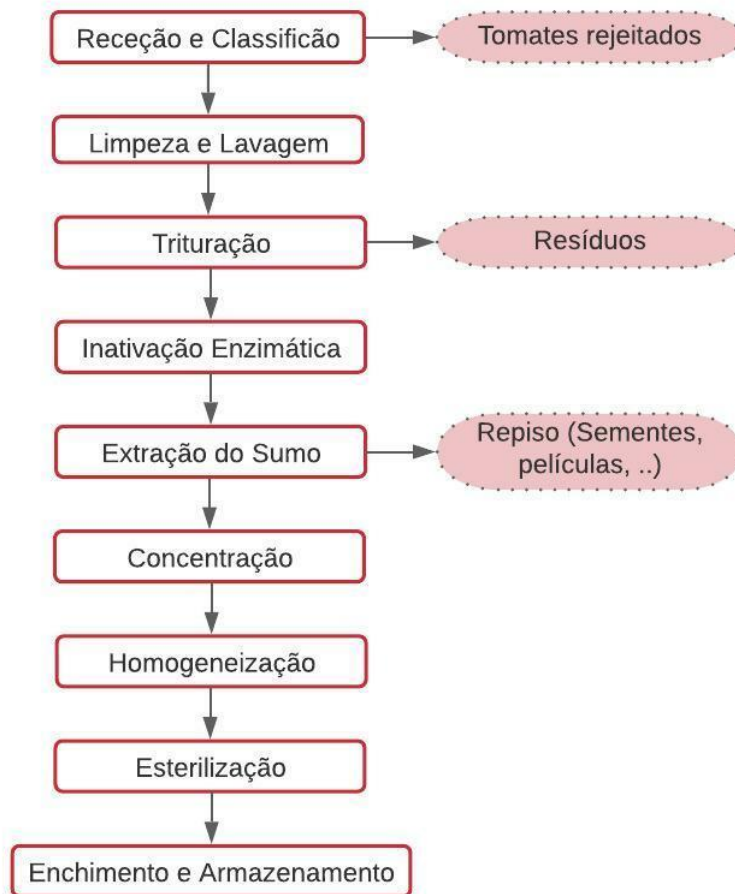 Receção e Classificão
Tomates rejeitados
Limpeza e Lavagem
Trituração
Resíduos
Inativação Enzimática
Extração do Sumo
Repiso (Sementes,
películas, ..)
Concentração
Homogeneização
Esterilização
Enchimento e Armazenamento